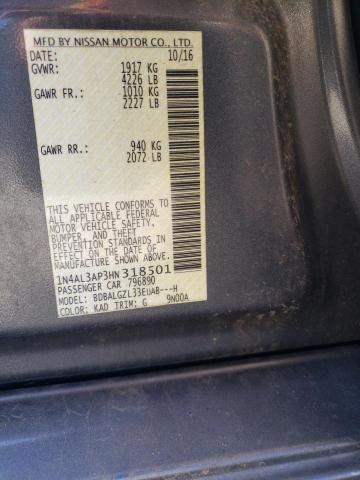 MFD BY NISSAN MOTOR CO., LTD.
DATE: 10/16
GVWR: 1917 KG
4226 LB
GAWR FR.: 1010 KG
2227 LB
GAWR RR.: 940 KG
2072 LB
THIS VEHICLE CONFORMS TO
ALL APPLICABLE FEDERAL
MOTOR VEHICLE SAFETY,
BUMPER, AND THEFT
PREVENTION STANDARDS
IN EFFECT ON THE DATE OF
MANUFACTURE SHOWN ABOVE
1N4AL3AP3HN318501
PASSENGER CAR 796890
MODEL: BDBALGZL33EUAB---H
COLOR: KAD TRIM: G 9N00A